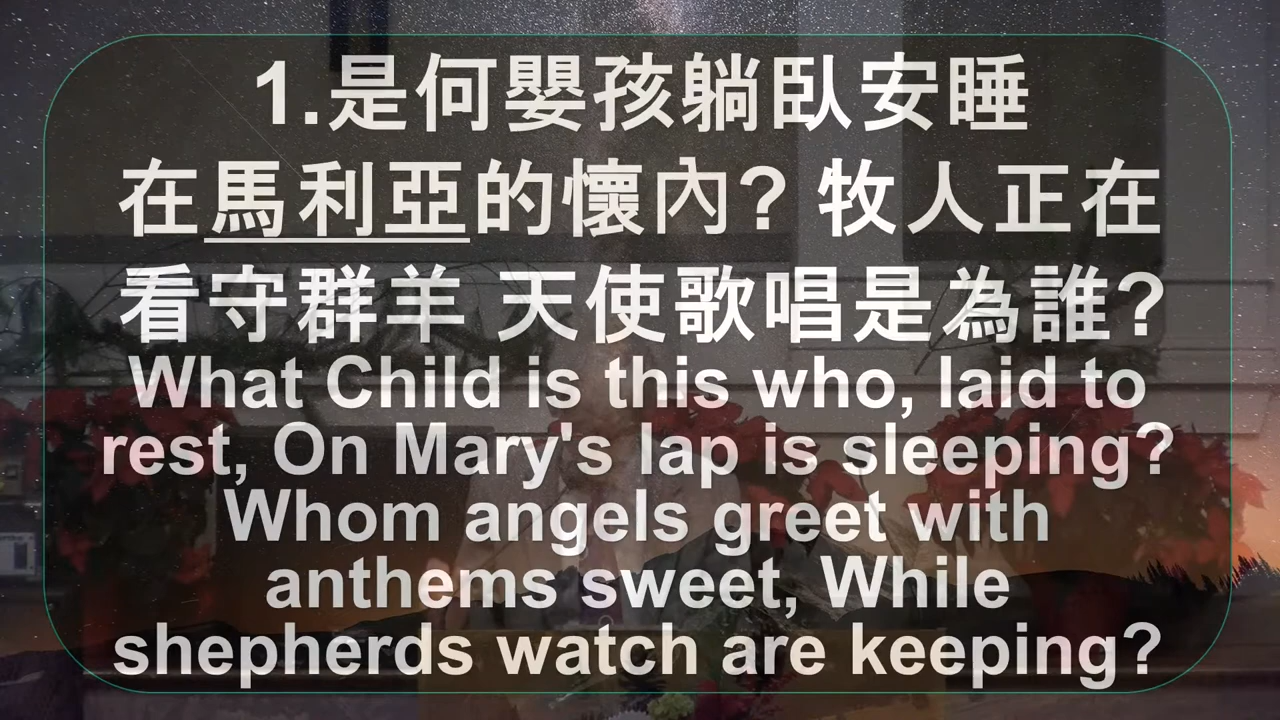 1.是何嬰孩躺臥安睡
在馬利亞的懷內? 牧人正在
看守群羊 天使歌唱是為誰?
What Child is this who, laid to
rest, On Mary's lap is sleeping?
Whom angels greet with
anthems sweet, While
shepherds watch are keeping?